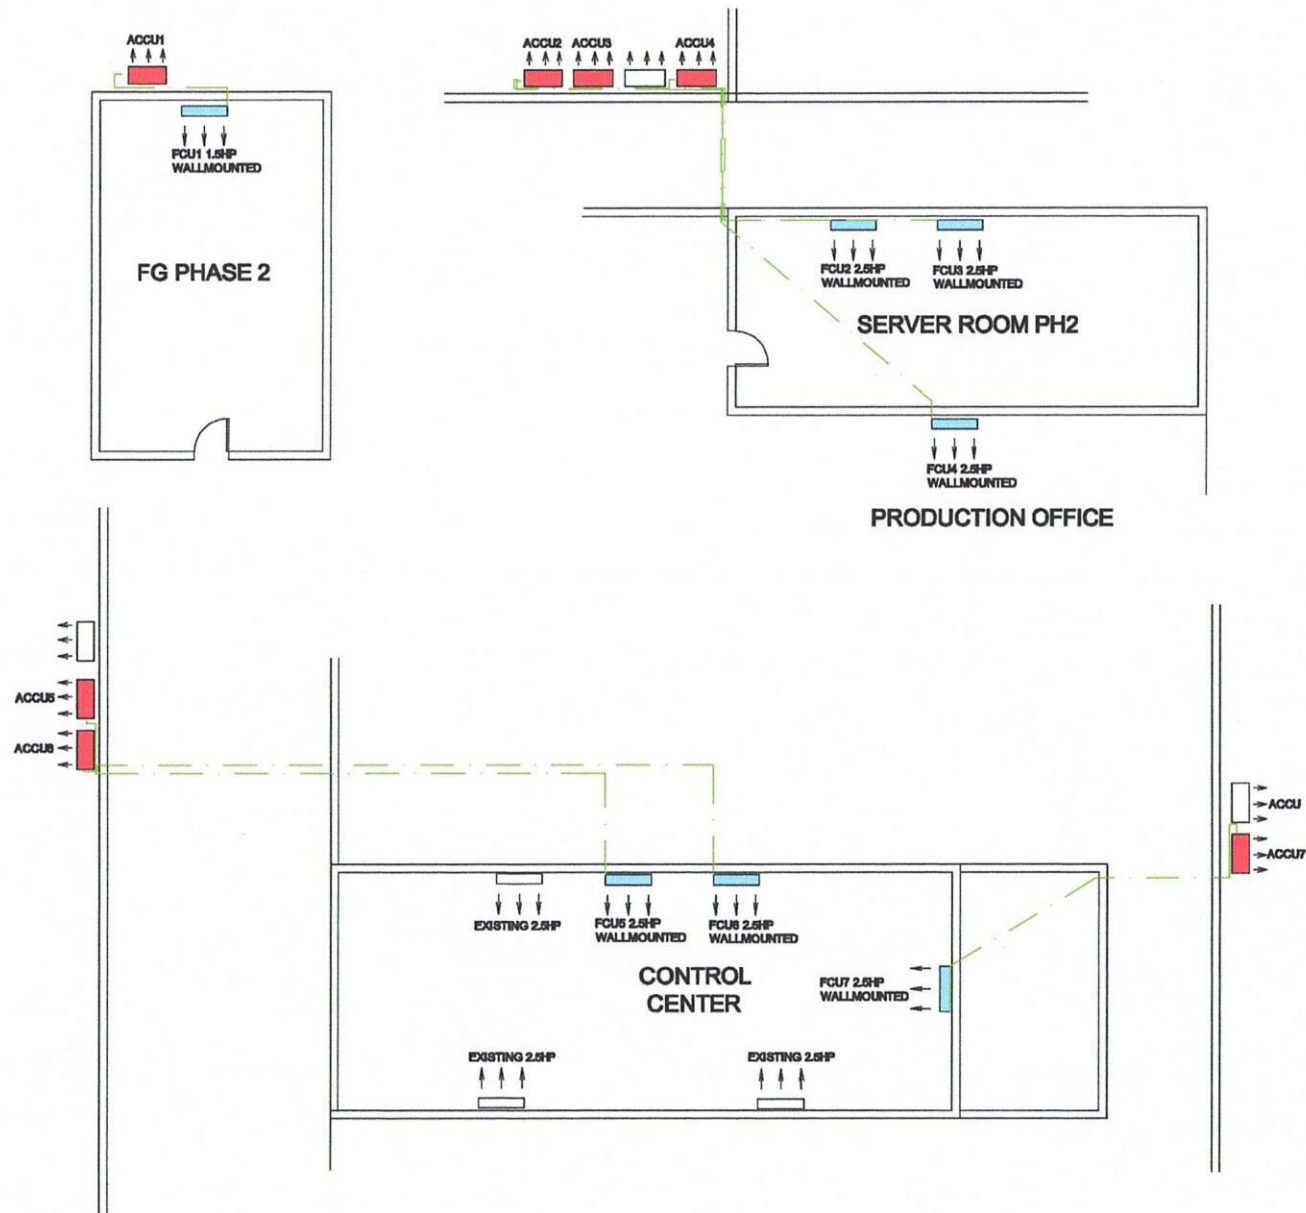 ACCU1
FCU1 1.5HP
WALLMOUNTED
FG PHASE 2
ACCU2
ACCU3
ACCU4
FCU2 2.5HP
WALLMOUNTED
FCU3 2.5HP
WALLMOUNTED
SERVER ROOM PH2
FCU4 2.5HP
WALLMOUNTED
PRODUCTION OFFICE
ACCU5
ACCU6
ACCU
ACCU7
EXISTING 2.5HP
FCU5 2.5HP
WALLMOUNTED
FCU6 2.5HP
WALLMOUNTED
CONTROL
CENTER
FCU7 2.5HP
WALLMOUNTED
EXISTING 2.5HP
EXISTING 2.5HP